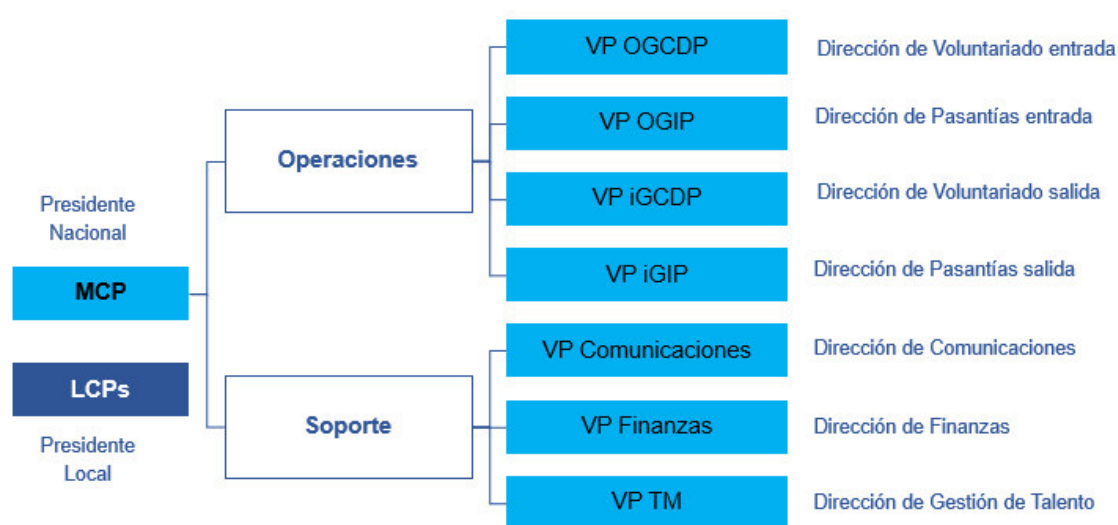 VP OGCDP
Dirección de Voluntariado entrada
VP OGIP
Dirección de Pasantías entrada
Operaciones
VP iGCDP
Dirección de Voluntariado salida
Presidente
Nacional
VP iGIP
Dirección de Pasantías salida
MCP
VP Comunicaciones
Dirección de Comunicaciones
LCPs
Soporte
VP Finanzas
Dirección de Finanzas
Presidente
Local
VP TM
Dirección de Gestión de Talento